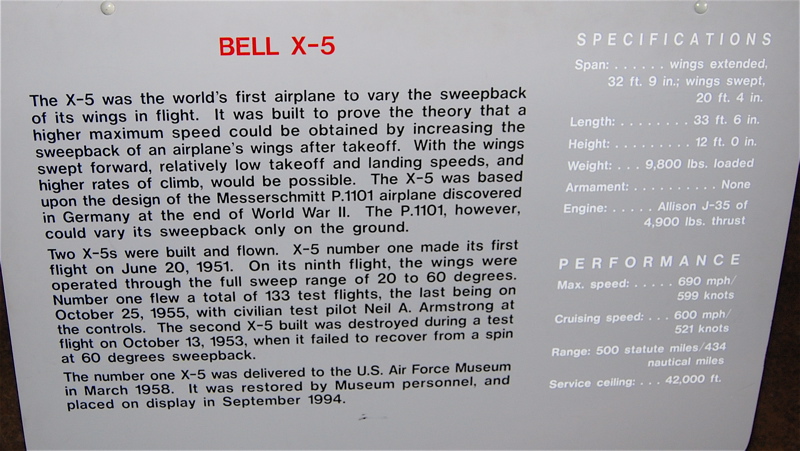 BELL X-5
The X-5 was the world's first airplane to vary the sweepback
of its wings in flight. It was built to prove the theory that a
higher maximum speed could be obtained by increasing the
sweepback of an airplane's wings after takeoff. With the wings
swept forward, relatively low takeoff and landing speeds, and
higher rates of climb, would be possible. The X-5 was based
upon the design of the Messerschmitt P.1101 airplane discovered
in Germany at the end of World War II. The P.1101, however,
could vary its sweepback only on the ground.
Two X-5s were built and flown. X-5 number one made its first
flight on June 20, 1951. On its ninth flight, the wings were
operated through the full sweep range of 20 to 60 degrees.
Number one flew a total of 133 test flights, the last being on
October 25, 1955, with civilian test pilot Neil A. Armstrong at
the controls. The second X-5 built was destroyed during a test
flight on October 13, 1953, when it failed to recover from a spin
at 60 degrees sweepback.
The number one X-5 was delivered to the U.S. Air Force Museum
in March 1958. It was restored by Museum personnel, and
placed on display in September 1994.
SPECIFICATIONS
Span: . . . . . . wings extended,
32 ft. 9 in.; wings swept,
20 ft. 4 in.
Length: . . . . . . . . . 33 ft. 6 in.
Height: . . . . . . . . . 12 ft. 0 in.
Weight: . . . 9,800 lbs. loaded
Armament: . . . . . . . . . . None
Engine: . . . . . Allison J-35 of
4,900 lbs. thrust
PERFORMANCE
Max. speed: . . . . . 690 mph/
599 knots
Cruising speed: . . . 600 mph/
521 knots
Range: 500 statute miles/434
nautical miles
Service ceiling: . . . 42,000 ft.